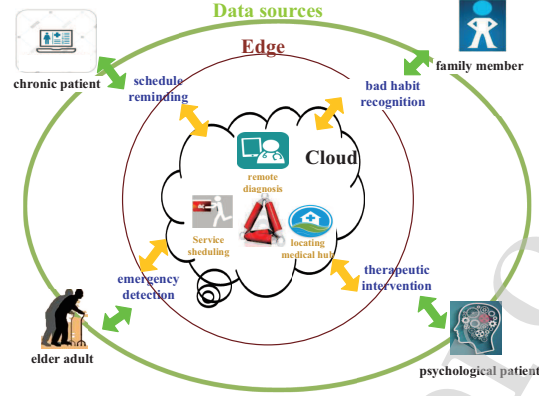 Data sources
Edge
chronic patient
family member
schedule
reminding
bad habit
recognition
Cloud
remote
diagnosis
Service
sheduling
locating
medical hub
emergency
detection
therapeutic
intervention
elder adult
psychological patient